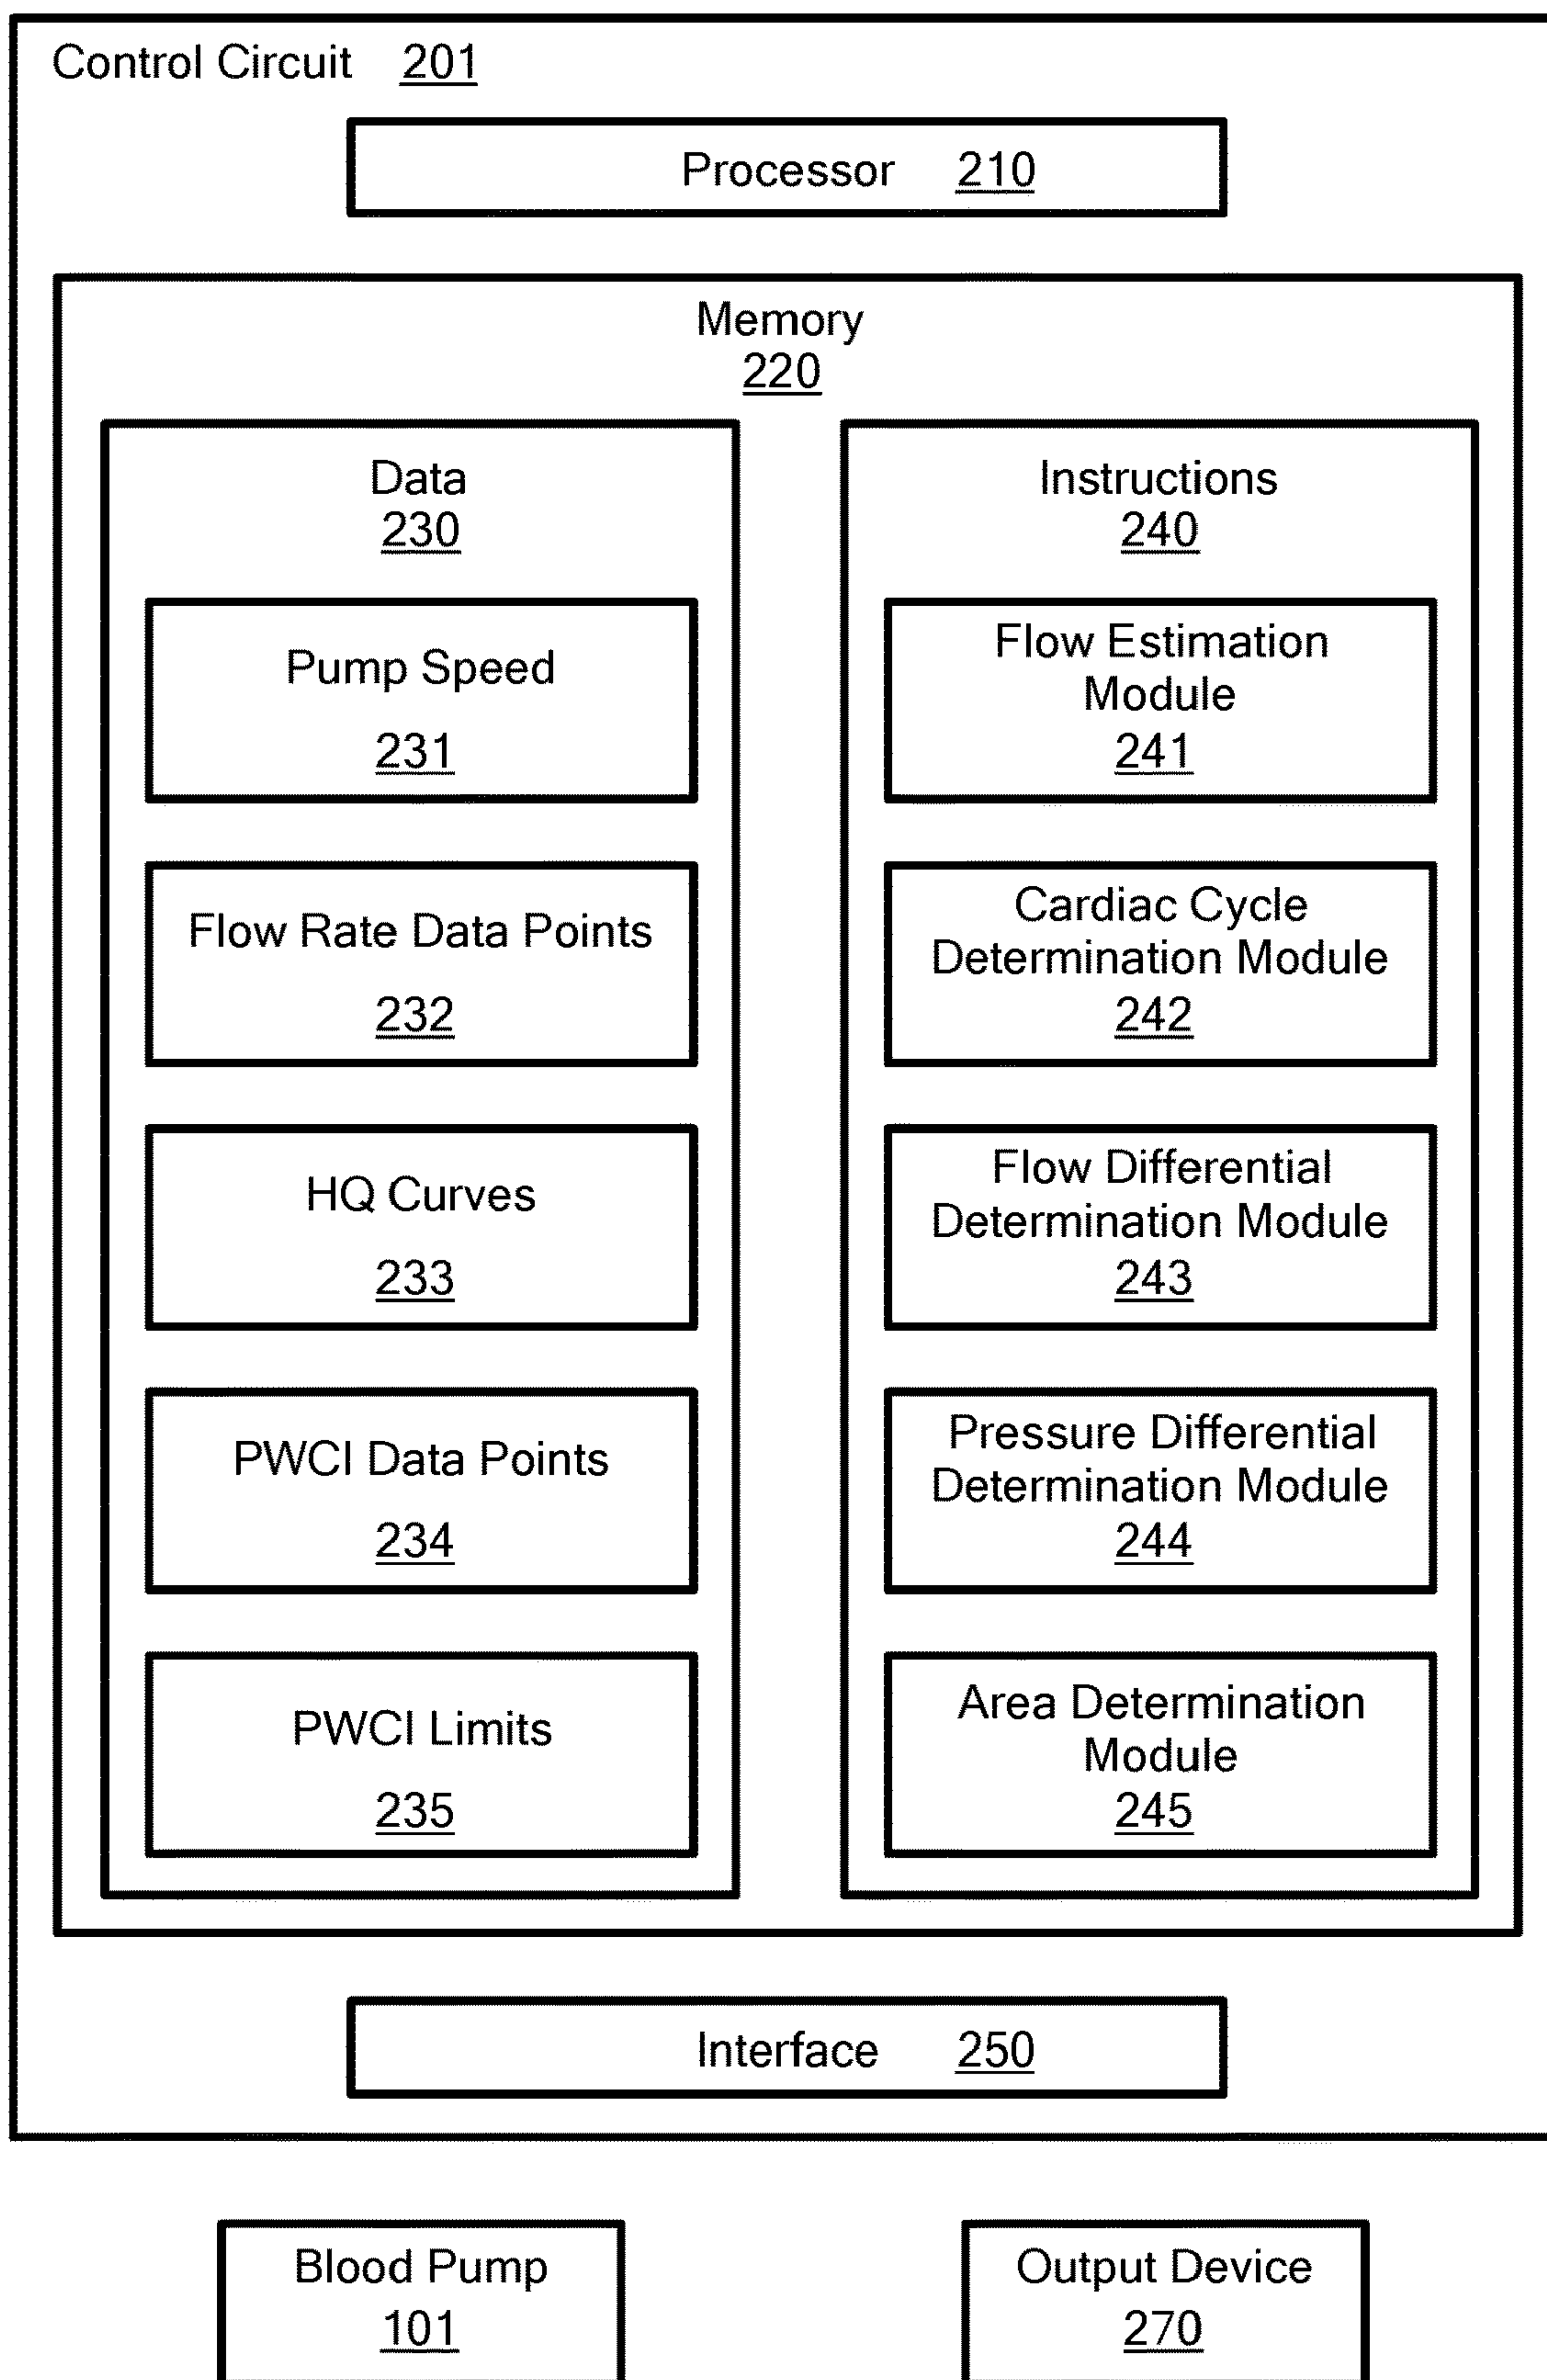 Control Circuit 201
Processor 210
Memory
220
Data
230
Pump Speed
231
Flow Rate Data Points
232
HQ Curves
233
PWCI Data Points
234
PWCI Limits
235
Instructions
240
Flow Estimation
Module
241
Cardiac Cycle
Determination Module
242
Flow Differential
Determination Module
243
Pressure Differential
Determination Module
244
Area Determination
Module
245
Interface 250
Blood Pump
101
Output Device
270